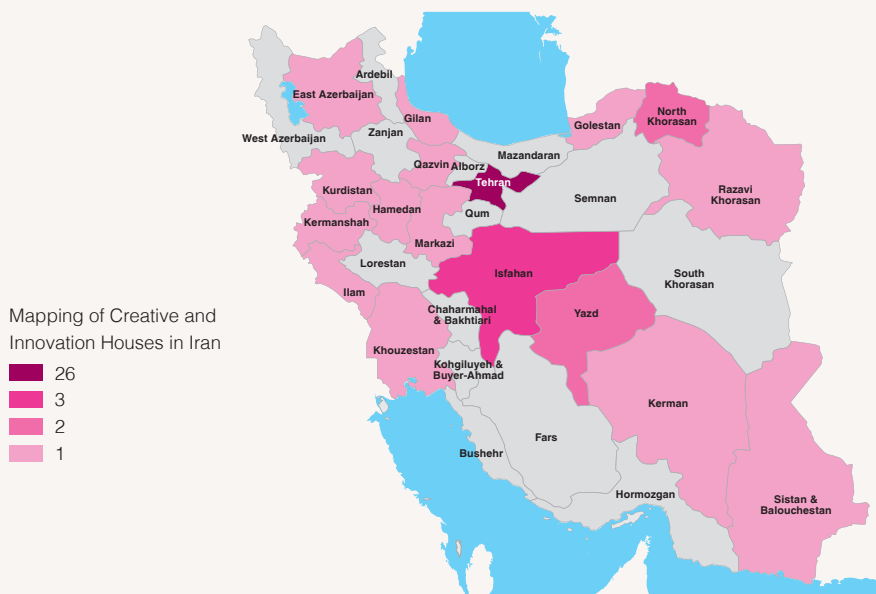 Ardebil
East Azerbaijan
Gilan
West Azerbaijan
Zanjan
Golestan
North
Khorasan
Mazandaran
Qazvin
Alborz
Tehran
Kurdistan
Semnan
Razavi
Khorasan
Hamedan
Qum
Kermanshah
Markazi
Lorestan
Isfahan
South
Khorasan
Ilam
Chaharmahal
& Bakhtiari
Yazd
Khouzestan
Kohgiluyeh &
Buyer-Ahmad
Kerman
Fars
Bushehr
Hormozgan
Sistan &
Balouchestan
Mapping of Creative and
Innovation Houses in Iran
26
3
2
1